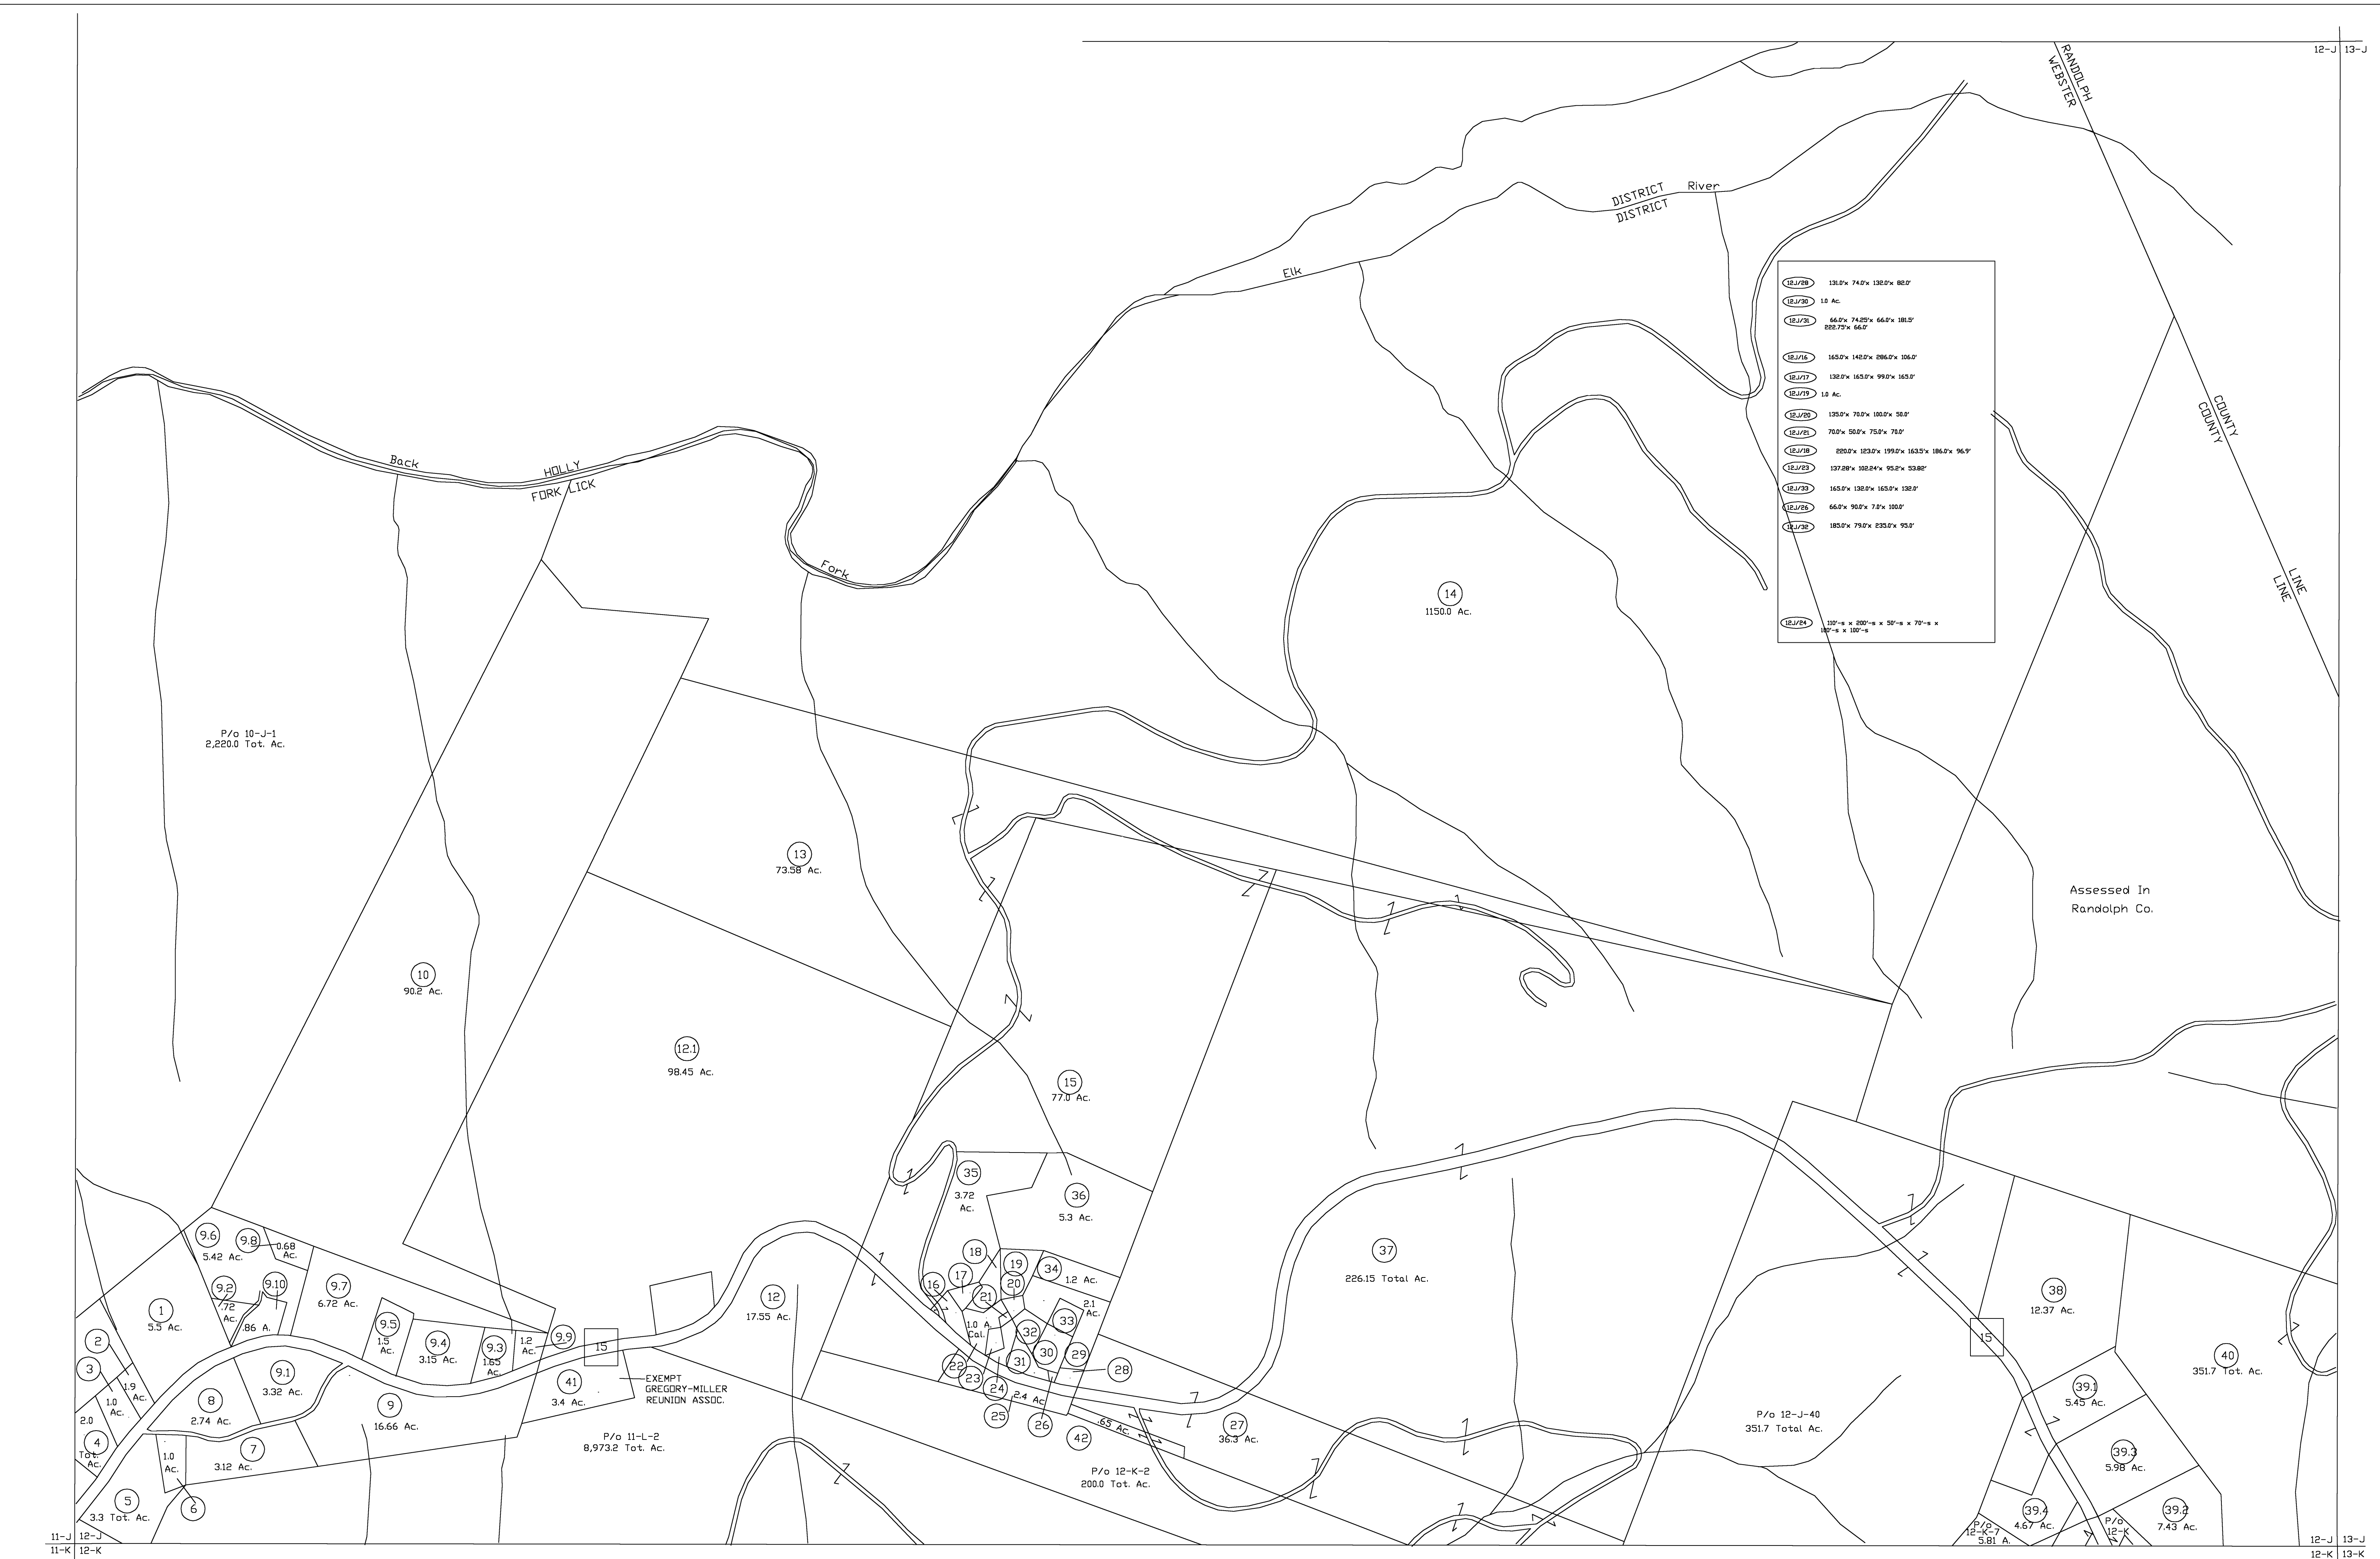 12-J 13-J
RANDOLPH
WEBSTER
DISTRICT River
DISTRICT
Elk
12J/28 131.0'x 74.0'x 132.0'x 82.0'
12J/30 1.0 Ac.
12J/31 66.0'x 74.25'x 66.0'x 181.5'
222.75'x 66.0'
12J/16 165.0'x 142.0'x 286.0'x 106.0'
12J/17 132.0'x 165.0'x 99.0'x 165.0'
12J/19 1.0 Ac.
12J/20 135.0'x 70.0'x 100.0'x 50.0'
12J/21 70.0'x 50.0'x 75.0'x 70.0'
12J/18 220.0'x 123.0'x 199.0'x 163.5'x 186.0'x 96.9'
12J/23 137.28'x 102.24'x 95.2'x 53.82'
12J/33 165.0'x 132.0'x 165.0'x 132.0'
12J/26 66.0'x 90.0'x 7.0'x 100.0'
12J/32 185.0'x 79.0'x 235.0'x 95.0'
12J/24 110'-s x 200'-s x 50'-s x 70'-s x
x 100'-s
COUNTY
COUNTY
LINE
LINE
Back
HOLLY
FORK LICK
Fork
14
1150.0 Ac.
P/o 10-J-1
2,220.0 Tot. Ac.
13
73.58 Ac.
Assessed In
Randolph Co.
10
90.2 Ac.
12.1
98.45 Ac.
15
77.0 Ac.
35
3.72
Ac.
36
5.3 Ac.
9.6
5.42 Ac.
9.8
0.68
Ac.
9.2
.72
Ac.
9.10
.86 A.
9.7
6.72 Ac.
1
5.5 Ac.
9.5
1.5
Ac.
9.4
3.15 Ac.
9.3
1.65
Ac.
1.2
Ac.
9.9
15
12
17.55 Ac.
18
19
34
1.2 Ac.
16
17
20
21
1.0 A.
Cal.
2.1
Ac.
33
32
30
29
31
28
22
23
24
25
2.4 Ac
26
.65 Ac.
42
27
36.3 Ac.
37
226.15 Total Ac.
38
12.37 Ac.
15
40
351.7 Tot. Ac.
2
3
1.9
Ac.
1.0
Ac.
2.0
4
Tot.
Ac.
8
2.74 Ac.
9.1
3.32 Ac.
9
16.66 Ac.
7
3.12 Ac.
1.0
Ac.
6
5
3.3 Tot. Ac.
41
3.4 Ac.
EXEMPT
GREGORY-MILLER
REUNION ASSOC.
P/o 11-L-2
8,973.2 Tot. Ac.
P/o 12-K-2
200.0 Tot. Ac.
P/o 12-J-40
351.7 Total Ac.
39.1
5.45 Ac.
39.3
5.98 Ac.
39.4
4.67 Ac.
39.2
7.43 Ac.
P/o
12-K-7
5.81 A.
P/o
12-K
11-J 12-J
11-K 12-K
12-J 13-J
12-K 13-K